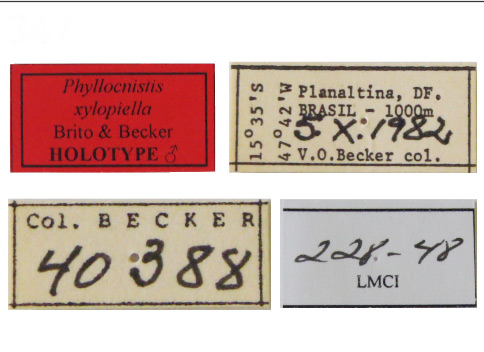 Phyllocnistis
xylopiella
Brito & Becker
HOLOTYPE ♂
15°35'S
47°42'W
Planaltina, DF.
BRASIL - 1000m
5.X.1982
V.O.Becker col.
Col. BECKER
40388
228.-48
LMCI